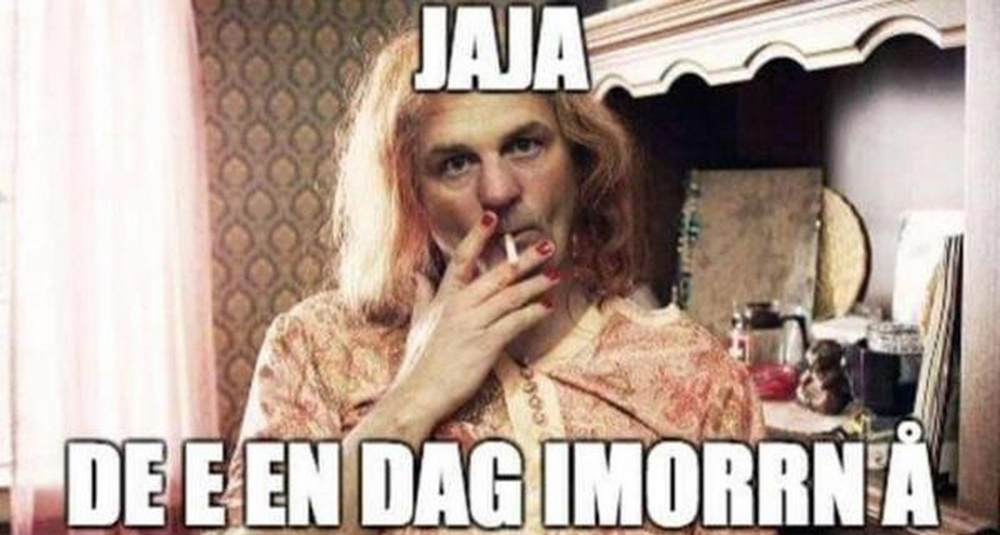 JAJA
DE E EN DAG IMORRN Å